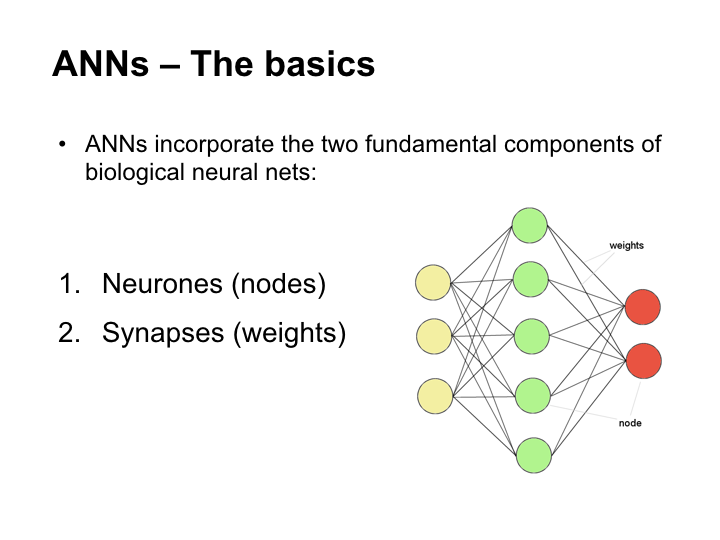 ANNs – The basics
• ANNs incorporate the two fundamental components of
biological neural nets:
1. Neurones (nodes)
2. Synapses (weights)
weights
node